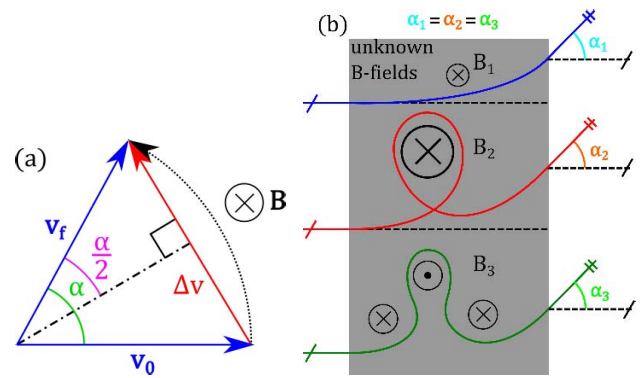 (a)
v_f
α/2
α
Δv
v_0
B
(b)
α_1 = α_2 = α_3
unknown
B-fields
B_1
α_1
B_2
α_2
B_3
α_3